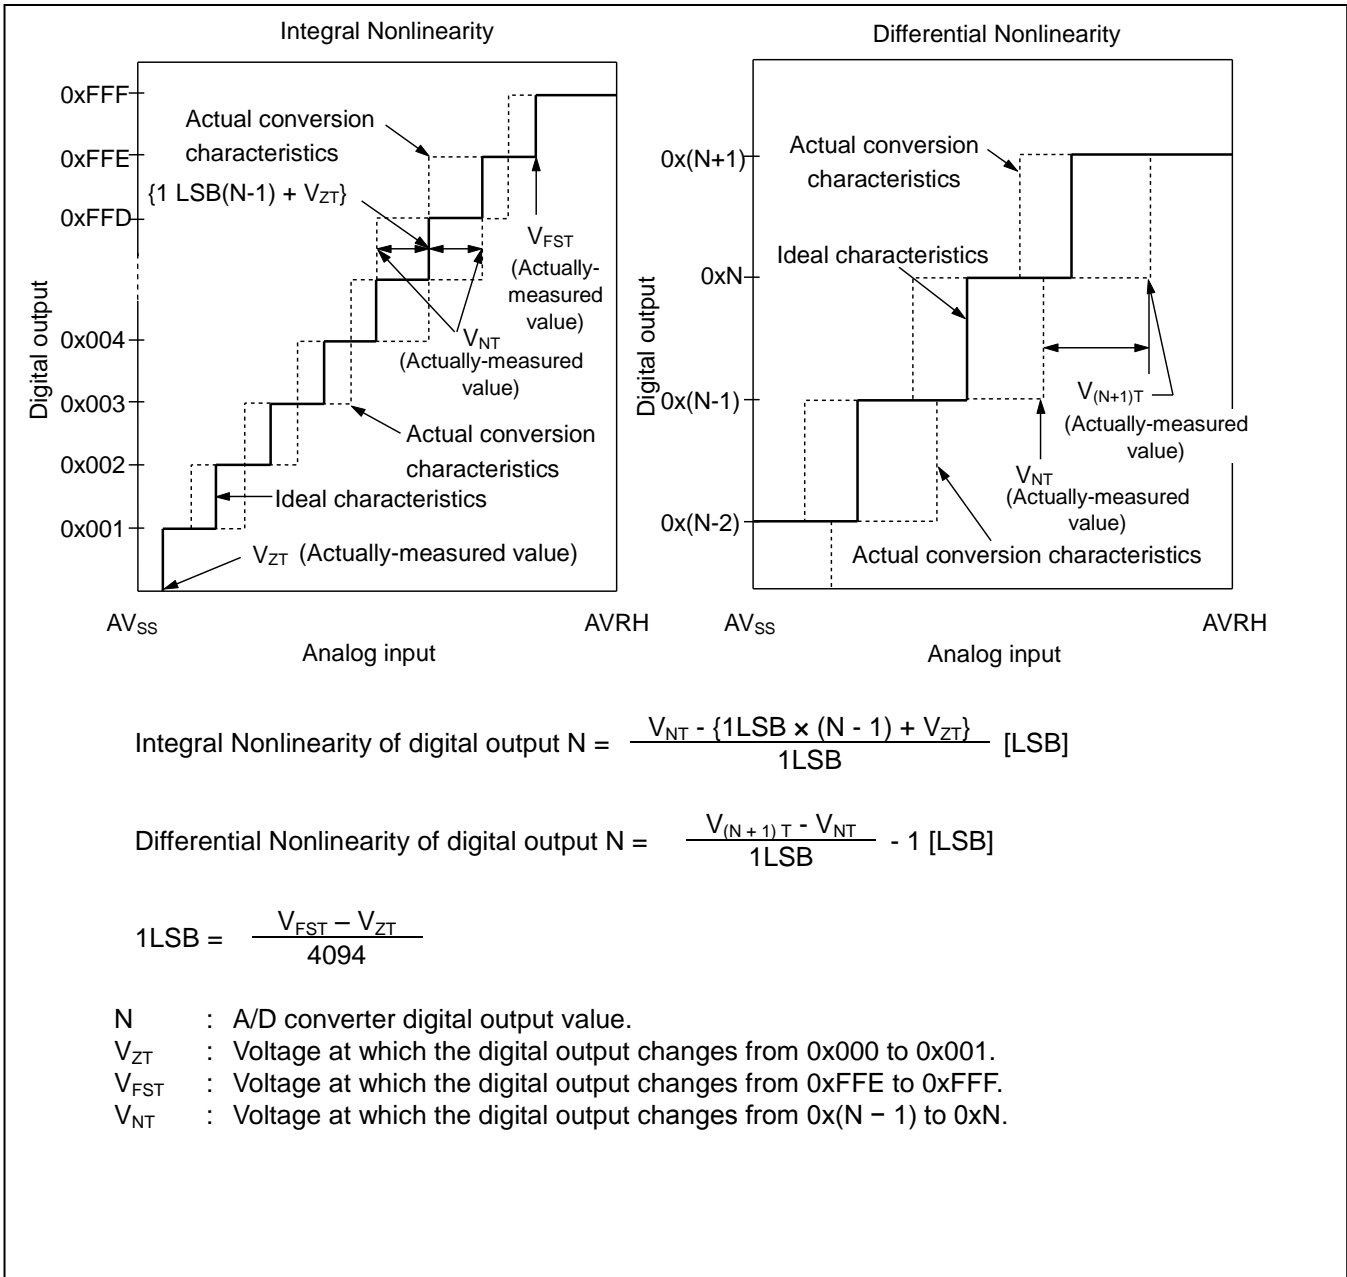 Integral Nonlinearity
0xFFF
0xFFE
0xFFD
0x004
0x003
0x002
0x001
Digital output
Actual conversion
characteristics
{1 LSB(N-1) + VZT}
VFST
(Actually-
measured
value)
VNT
(Actually-measured
value)
Actual conversion
characteristics
Ideal characteristics
VZT (Actually-measured value)
AVSS
AVRH
Analog input
Differential Nonlinearity
0x(N+1)
0xN
0x(N-1)
0x(N-2)
Digital output
Actual conversion
characteristics
Ideal characteristics
V(N+1)T
(Actually-measured
value)
VNT
(Actually-measured
value)
Actual conversion characteristics
AVSS
AVRH
Analog input
Integral Nonlinearity of digital output N = VNT - {1LSB × (N - 1) + VZT} / 1LSB [LSB]
Differential Nonlinearity of digital output N = V(N + 1) T - VNT / 1LSB - 1 [LSB]
1LSB = VFST – VZT / 4094
N : A/D converter digital output value.
VZT : Voltage at which the digital output changes from 0x000 to 0x001.
VFST : Voltage at which the digital output changes from 0xFFE to 0xFFF.
VNT : Voltage at which the digital output changes from 0x(N − 1) to 0xN.